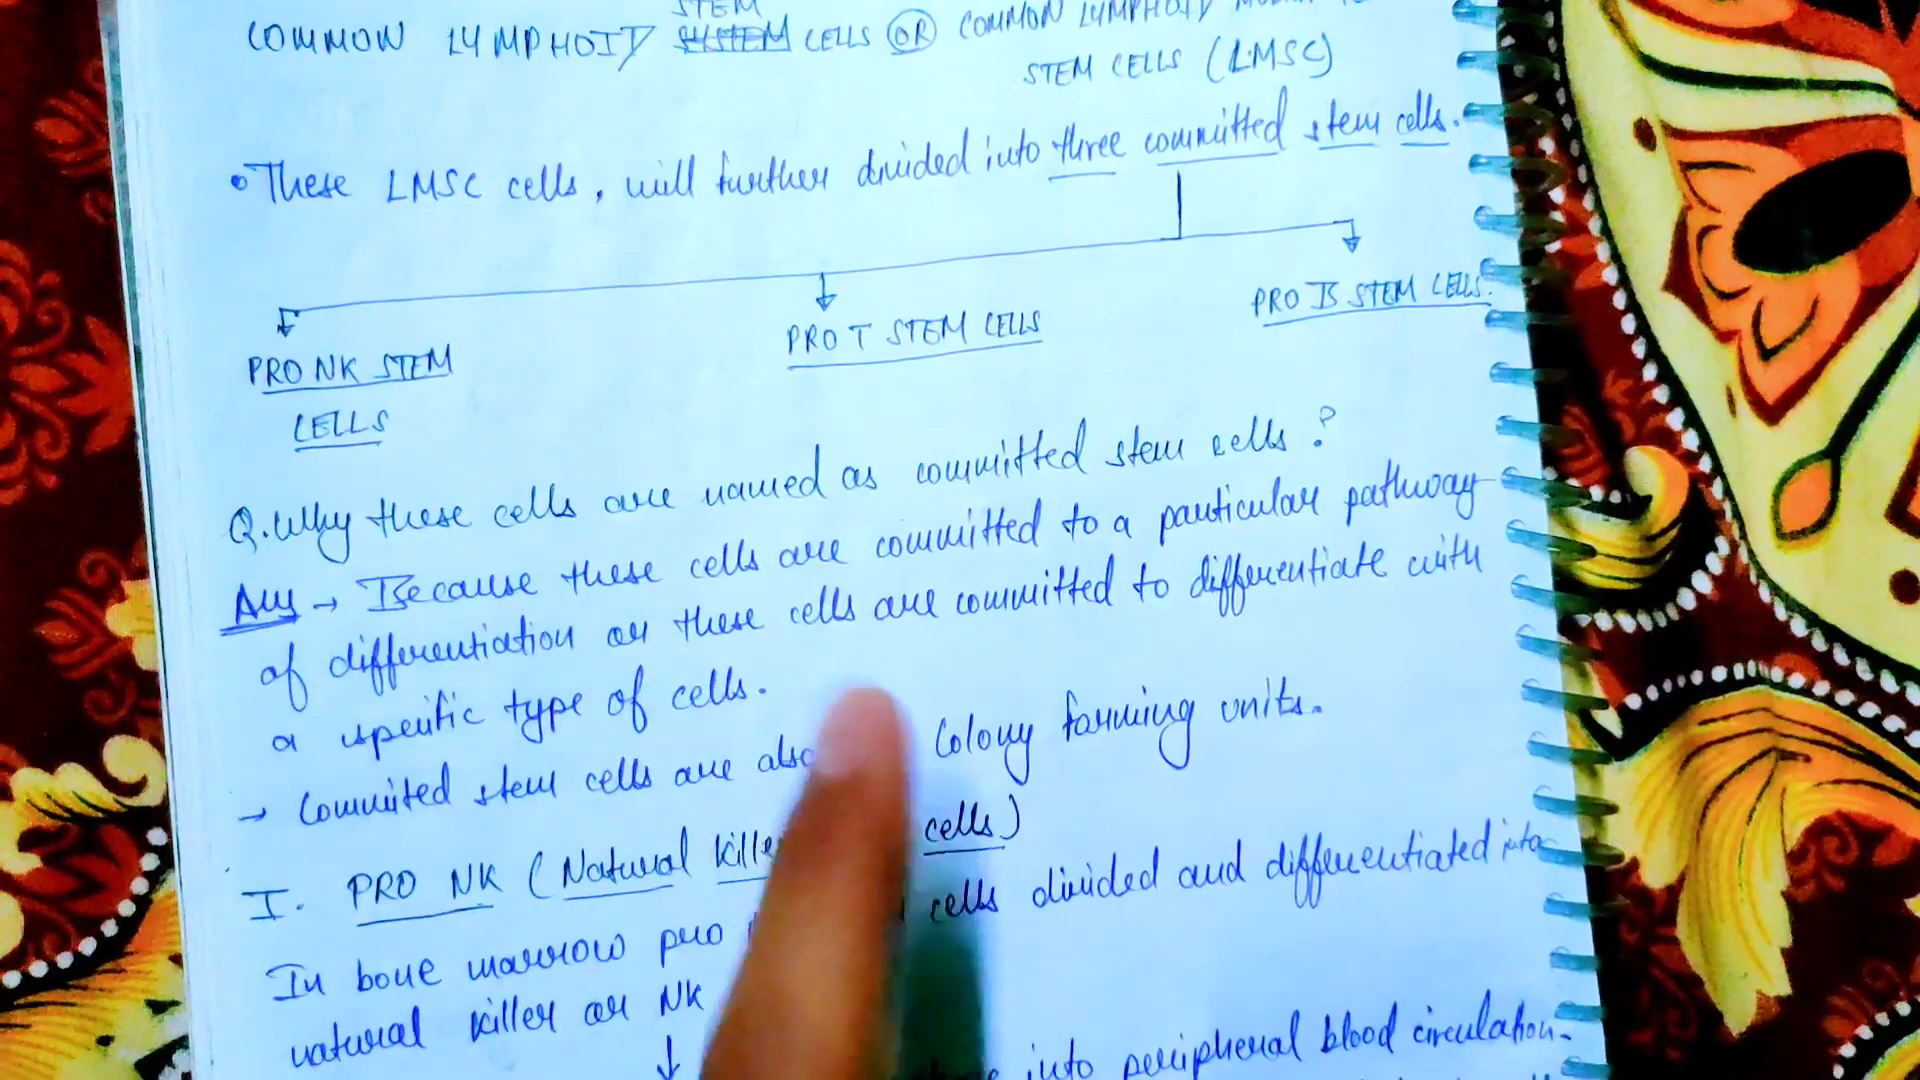 STEM
COMMON LYMPHOID SYSTEM CELLS OR COMMON LYMPHOID
STEM CELLS (LMSC)
• These LMSC cells, will further divided into three committed stem cells.
PRO NK STEM CELLS
PRO T STEM CELLS
PRO B STEM CELLS.
Q. Why these cells are named as committed stem cells?
Ans → Because these cells are committed to a particular pathway
of differentiation or these cells are committed to differentiate with
a specific type of cells.
→ Commited stem cells are also Colony forming units.
I. PRO NK (Natural Kille cells)
In bone marrow pro cells divided and differentiated into
natural killer or NK
↓ into peripheral blood circulation.